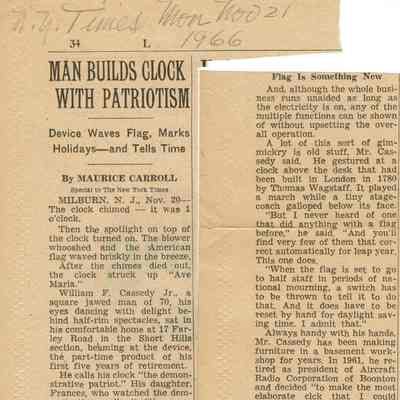 N.Y. Times Mon Nov 21
1966
34 L
MAN BUILDS CLOCK
WITH PATRIOTISM
Device Waves Flag, Marks
Holidays—and Tells Time
By MAURICE CARROLL
Special to The New York Times
MILBURN, N. J., Nov. 20—
The clock chimed — it was 1
o'clock.
Then the spotlight on top of
the clock turned on. The blower
whooshed and the American
flag waved briskly in the breeze.
After the chimes died out,
the clock struck up "Ave
Maria."
William F. Cassedy Jr., a
square jawed man of 70, his
eyes dancing with delight be-
hind half-rim spectacles, sat in
his comfortable home at 17 Far-
ley Road in the Short Hills
section, beaming at the device,
the part-time product of his
first five years of retirement.
He calls his clock "the demon-
strative patriot." His daughter,
Frances, who watched the dem-
Flag Is Something New
And, although the whole busi-
ness runs unaided as long as
the electricity is on, any of the
multiple functions can be shown
of without upsetting the over-
all operation.
A lot of this sort of gim-
mickry is old stuff, Mr. Cas-
sedy said. He gestured at a
clock above the desk that had
been built in London in 1780
by Thomas Wagstaff. It played
a march while a tiny stage-
coach galloped below its face.
"But I never heard of one
that did anything with a flag
before," he said. "And you'll
find very few of them that cor-
rect automatically for leap year.
This one does.
"When the flag is set to go
to half staff in periods of na-
tional mourning, a switch has
to be thrown to tell it to do
that. And it does have to be
reset by hand for daylight sav-
ing time, I admit that."
Always handy with his hands,
Mr. Cassedy has been making
furniture in a basement work-
shop for years. In 1961, he re-
tired as president of Aircraft
Radio Corporation of Boonton
and decided "to make the most
elaborate clcik that I could